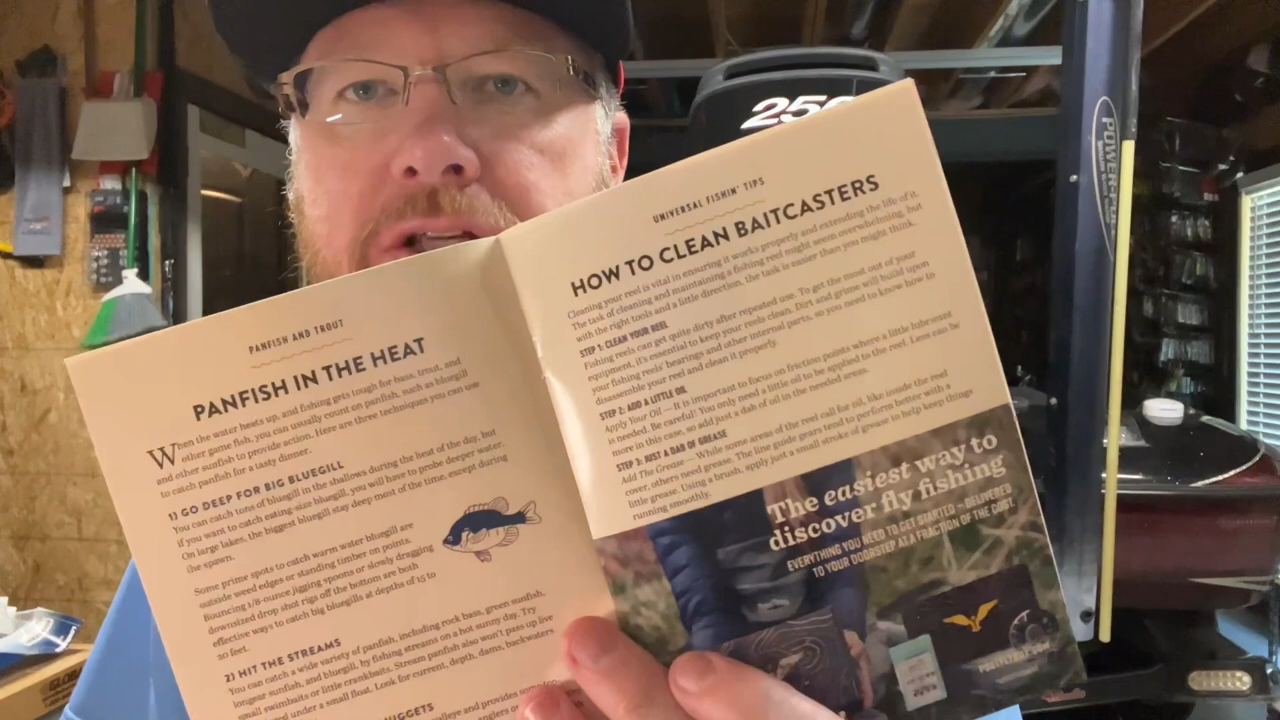 250
POWER-POLE
PANFISH AND TROUT
PANFISH IN THE HEAT
When the water heats up, and fishing gets tough for bass, trout, and
other game fish, you can usually count on panfish, such as bluegill
and other sunfish to provide action. Here are three techniques you can use
to catch panfish for a tasty dinner.
1) GO DEEP FOR BIG BLUEGILL
You can catch tons of bluegill in the shallows during the heat of the day, but
if you want to catch eating-size bluegill, you will have to probe deeper water.
On large lakes, the biggest bluegill stay deep most of the time, except during
the spawn.
Some prime spots to catch warm water bluegill are
outside weed edges or standing timber on points.
Bouncing 1/8-ounce jigging spoons or slowly dragging
downsized drop shot rigs off the bottom are both
effective ways to catch big bluegills at depths of 15 to
20 feet.
2) HIT THE STREAMS
You can catch a wide variety of panfish, including rock bass, green sunfish,
longear sunfish, and bluegill, by fishing streams on a hot sunny day. Try
small swimbaits or little crankbaits. Stream panfish also won't pass up live
under a small float. Look for current, depth, dams, backwaters
NUGGETS
UNIVERSAL FISHIN' TIPS
HOW TO CLEAN BAITCASTERS
Cleaning your reel is vital in ensuring it works properly and extending the life of it.
The task of cleaning and maintaining a fishing reel might seem overwhelming, but
with the right tools and a little direction, the task is easier than you might think.
STEP 1: CLEAN YOUR REEL
Fishing reels can get quite dirty after repeated use. To get the most out of your
equipment, it's essential to keep your reels clean. Dirt and grime will build upon
your fishing reels' bearings and other internal parts, so you need to know how to
disassemble your reel and clean it properly.
STEP 2: ADD A LITTLE OIL
Apply Your Oil — It is important to focus on friction points where a little lubricant
is needed. Be careful! You only need a little oil to be applied to the reel. Less can be
more in this case, so add just a dab of oil in the needed areas.
STEP 3: JUST A DAB OF GREASE
Add The Grease — While some areas of the reel call for oil, like inside the reel
cover, others need grease. The line guide gears tend to perform better with a
little grease. Using a brush, apply just a small stroke of grease to help keep things
running smoothly.
The easiest way to
discover fly fishing
EVERYTHING YOU NEED TO GET STARTED — DELIVERED
TO YOUR DOORSTEP AT A FRACTION OF THE COST.